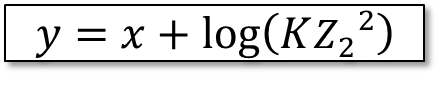 y = x + log(KZ₂²)